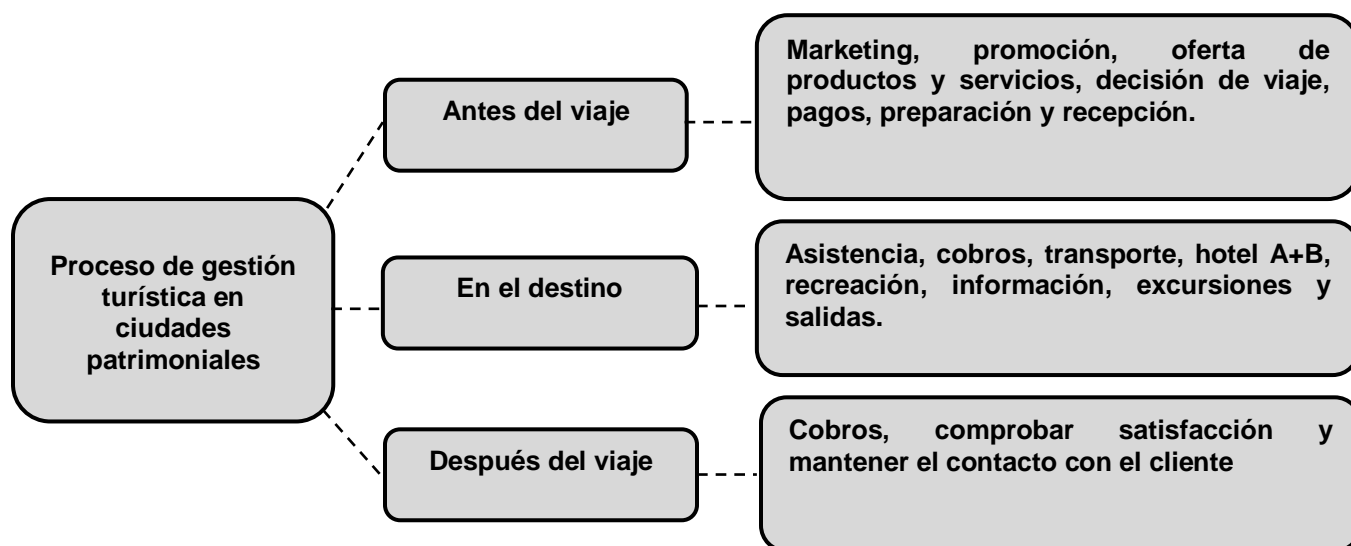 Marketing, promoción, oferta de
productos y servicios, decisión de viaje,
pagos, preparación y recepción.
Antes del viaje
Proceso de gestión
turística en
ciudades
patrimoniales
En el destino
Asistencia, cobros, transporte, hotel A+B,
recreación, información, excursiones y
salidas.
Después del viaje
Cobros, comprobar satisfacción y
mantener el contacto con el cliente